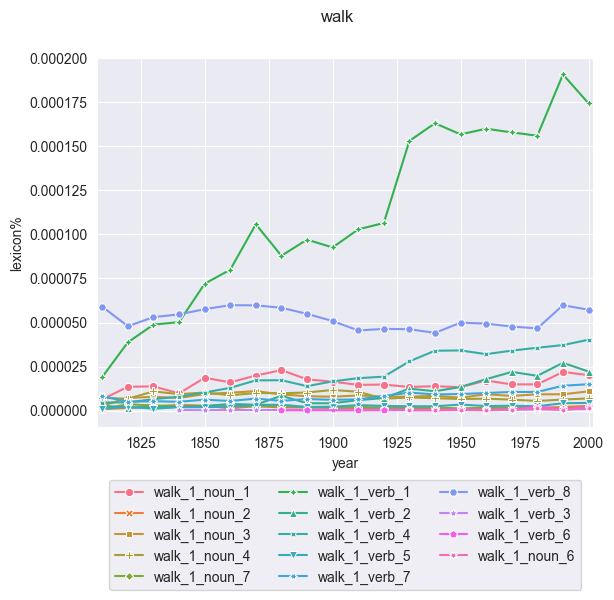 walk
0.000200
0.000175
0.000150
0.000125
0.000100
0.000075
0.000050
0.000025
0.000000
lexicon%
1825 1850 1875 1900 1925 1950 1975 2000
year
walk_1_noun_1 walk_1_verb_1 walk_1_verb_8
walk_1_noun_2 walk_1_verb_2 walk_1_verb_3
walk_1_noun_3 walk_1_verb_4 walk_1_verb_6
walk_1_noun_4 walk_1_verb_5 walk_1_noun_6
walk_1_noun_7 walk_1_verb_7